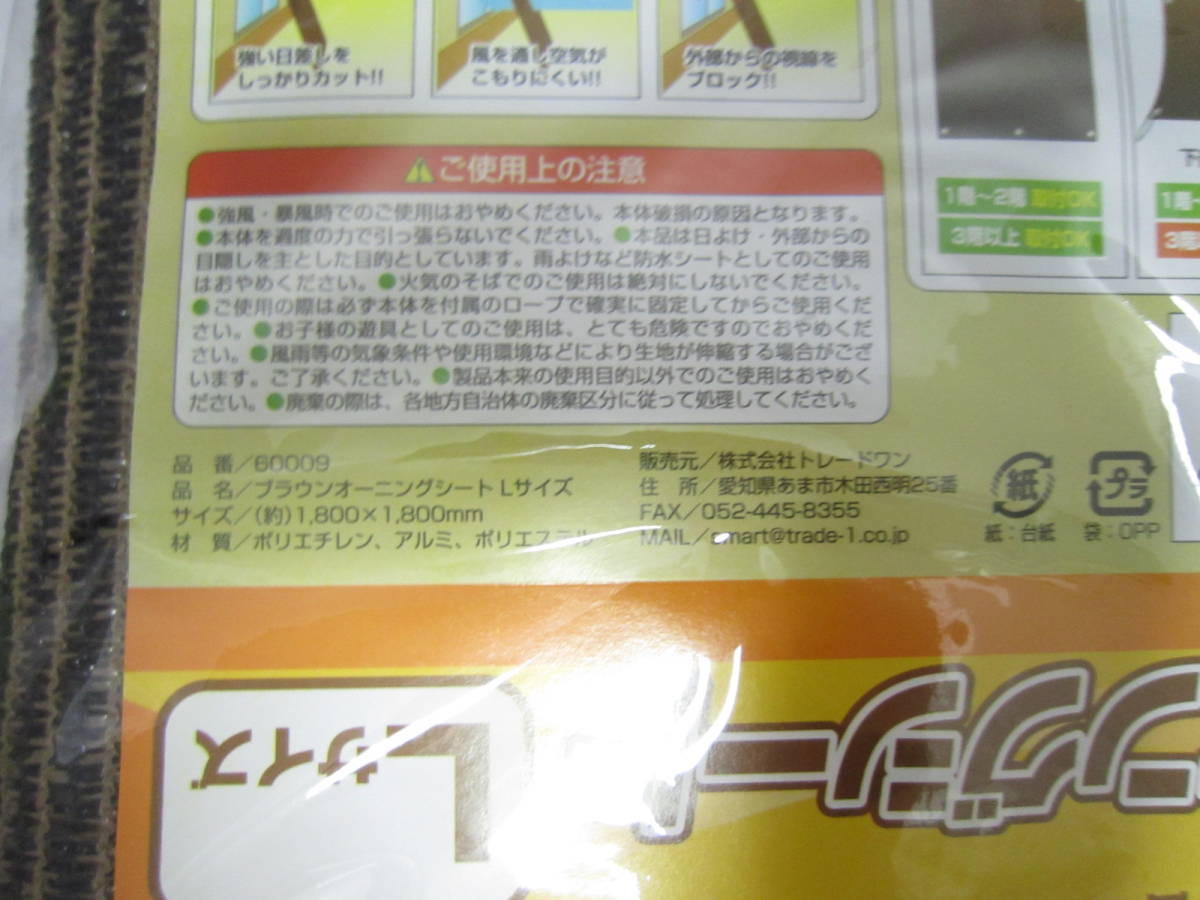 強い日差しを
しっかりカット!!
風を通し空気が
こもりにくい!!
外部からの視線を
ブロック!!
1階〜2階 取付OK
3階以上 取付OK
下
1階〜
3階
ご使用上の注意
●強風・暴風時でのご使用はおやめください。本体破損の原因となります。
●本体を過度の力で引っ張らないでください。●本品は日よけ・外部からの
目隠しを主とした目的としています。雨よけなど防水シートとしてのご使用
はおやめください。●火気のそばでのご使用は絶対にしないでください。
●ご使用の際は必ず本体を付属のロープで確実に固定してからご使用くだ
さい。●お子様の遊具としてのご使用は、とても危険ですのでおやめくだ
さい。●風雨等の気象条件や使用環境などにより生地が伸縮する場合がござ
います。ご了承ください。●製品本来の使用目的以外でのご使用はおやめく
ださい。●廃棄の際は、各地方自治体の廃棄区分に従って処理してください。
品 番/60009
品 名/ブラウンオーニングシート Lサイズ
サイズ/(約)1,800×1,800mm
材 質/ポリエチレン、アルミ、ポリエステル
販売元/株式会社トレードワン
住 所/愛知県あま市木田西明25番
FAX/052-445-8355
MAIL/smart@trade-1.co.jp
紙
紙:台紙
プラ
袋:OPP
Lサイズ
ングシート